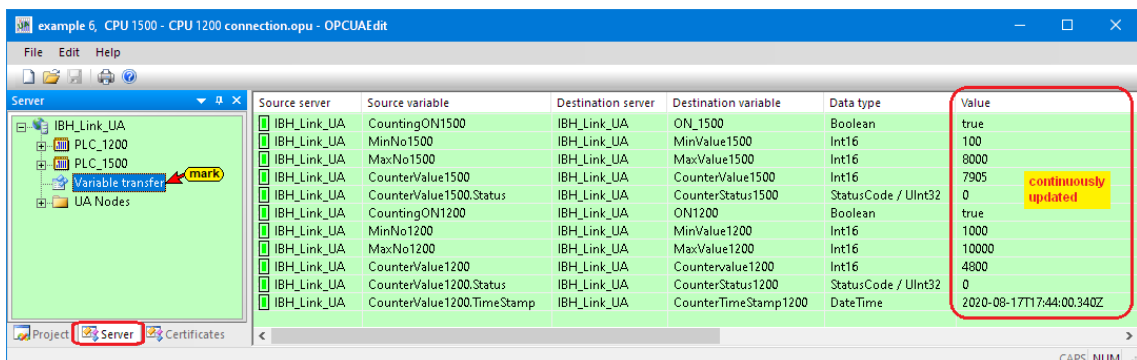 example 6, CPU 1500 - CPU 1200 connection.opu - OPCUAEdit
File Edit Help
Server
IBH_Link_UA
PLC_1200
PLC_1500
Variable transfer
mark
UA Nodes
Project Server Certificates
Source server Source variable Destination server Destination variable Data type Value
IBH_Link_UA CountingON1500 IBH_Link_UA ON_1500 Boolean true
IBH_Link_UA MinNo1500 IBH_Link_UA MinValue1500 Int16 100
IBH_Link_UA MaxNo1500 IBH_Link_UA MaxValue1500 Int16 8000
IBH_Link_UA CounterValue1500 IBH_Link_UA CounterValue1500 Int16 7905
IBH_Link_UA CounterValue1500.Status IBH_Link_UA CounterStatus1500 StatusCode / UInt32 0
IBH_Link_UA CountingON1200 IBH_Link_UA ON1200 Boolean true
IBH_Link_UA MinNo1200 IBH_Link_UA MinValue1200 Int16 1000
IBH_Link_UA MaxNo1200 IBH_Link_UA MaxValue1200 Int16 10000
IBH_Link_UA CounterValue1200 IBH_Link_UA Countervalue1200 Int16 4800
IBH_Link_UA CounterValue1200.Status IBH_Link_UA CounterStatus1200 StatusCode / UInt32 0
IBH_Link_UA CounterValue1200.TimeStamp IBH_Link_UA CounterTimeStamp1200 DateTime 2020-08-17T17:44:00.340Z
continuously
updated
CAPS NUM